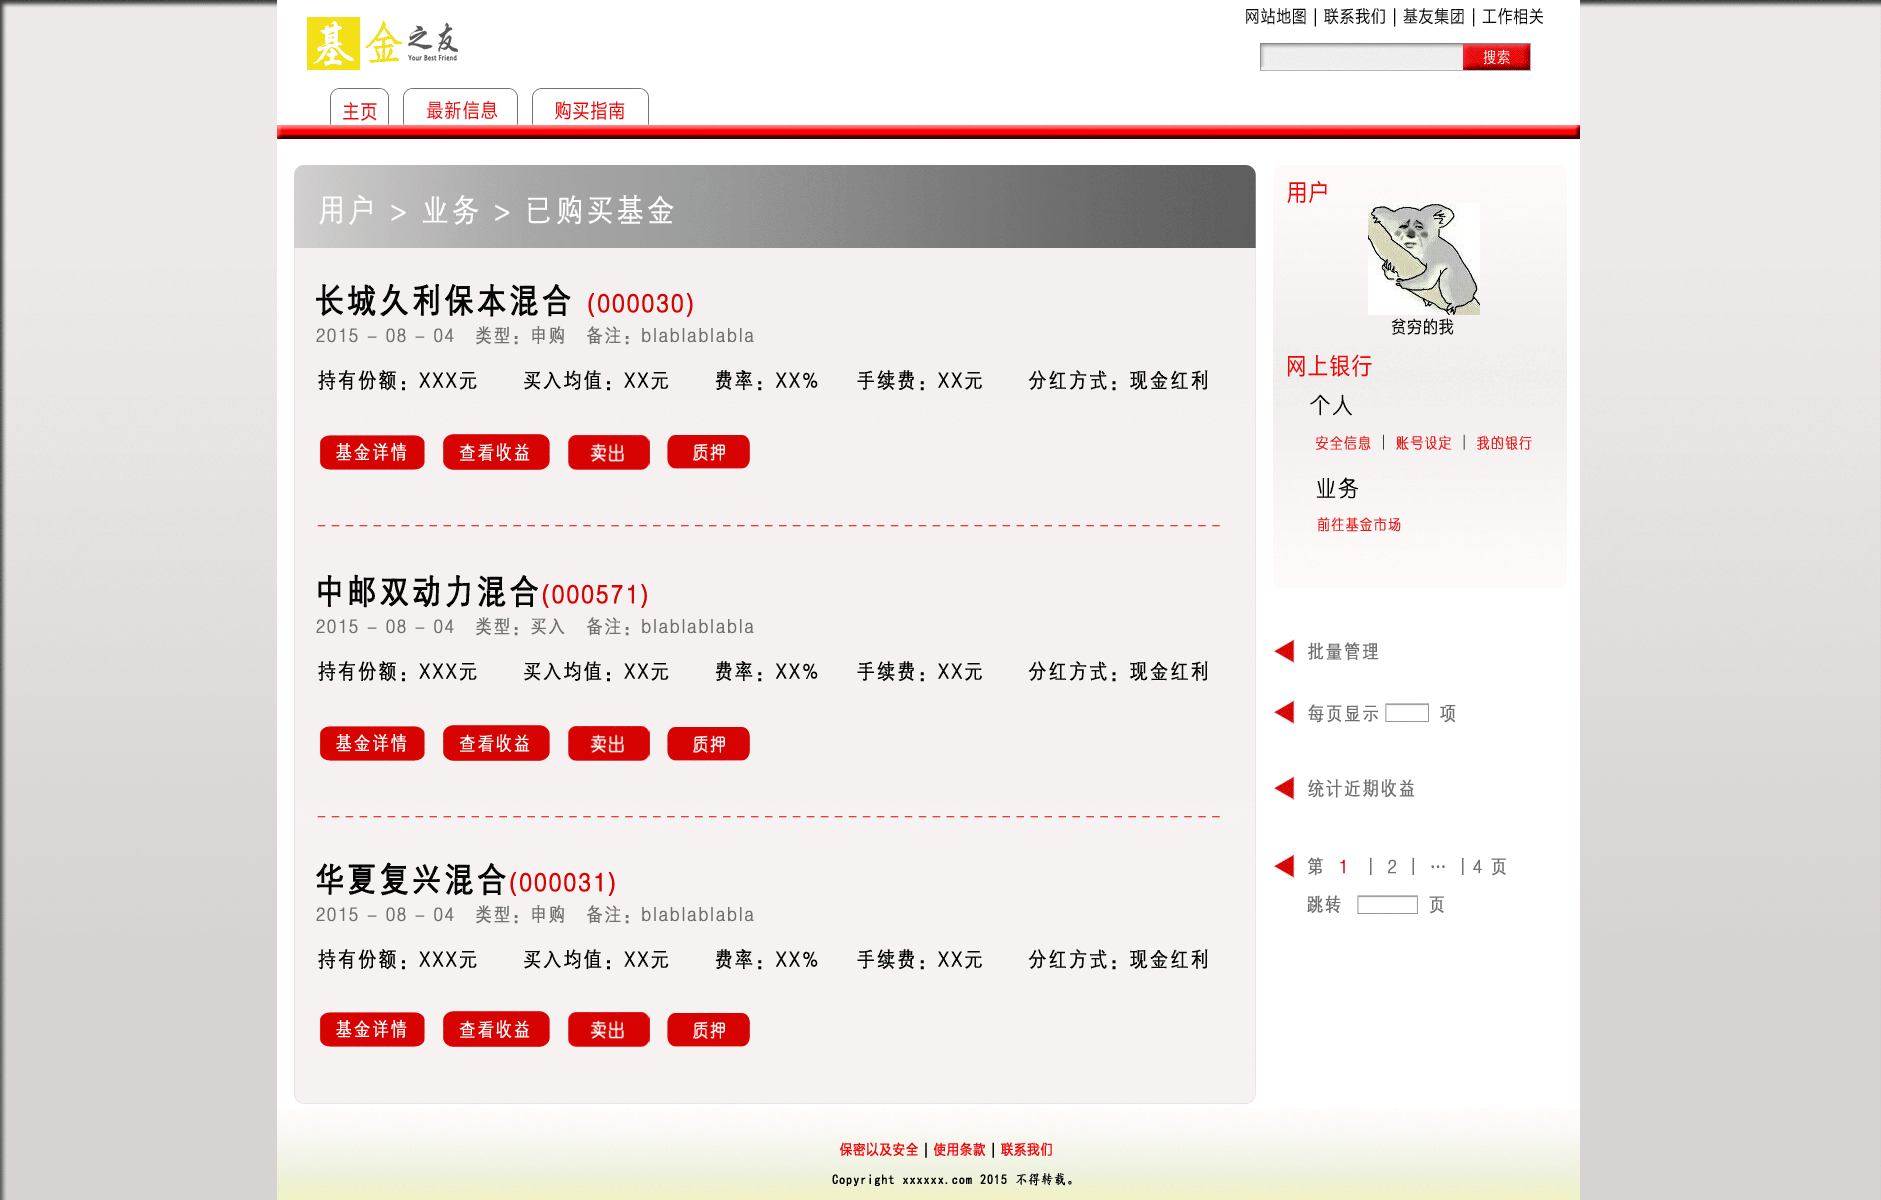 网站地图 | 联系我们 | 基友集团 | 工作相关
基金之友
Your Best Friend
搜索
主页 最新信息 购买指南
用户 > 业务 > 已购买基金
长城久利保本混合 (000030)
2015 - 08 - 04 类型：申购 备注：blablablabla
持有份额：XXX元 买入均值：XX元 费率：XX% 手续费：XX元 分红方式：现金红利
基金详情 查看收益 卖出 质押
中邮双动力混合(000571)
2015 - 08 - 04 类型：买入 备注：blablablabla
持有份额：XXX元 买入均值：XX元 费率：XX% 手续费：XX元 分红方式：现金红利
基金详情 查看收益 卖出 质押
华夏复兴混合(000031)
2015 - 08 - 04 类型：申购 备注：blablablabla
持有份额：XXX元 买入均值：XX元 费率：XX% 手续费：XX元 分红方式：现金红利
基金详情 查看收益 卖出 质押
用户
贫穷的我
网上银行
个人
安全信息 | 账号设定 | 我的银行
业务
前往基金市场
批量管理
每页显示 项
统计近期收益
第 1 | 2 | … | 4 页
跳转 页
保密以及安全 | 使用条款 | 联系我们
Copyright xxxxxx.com 2015 不得转载。